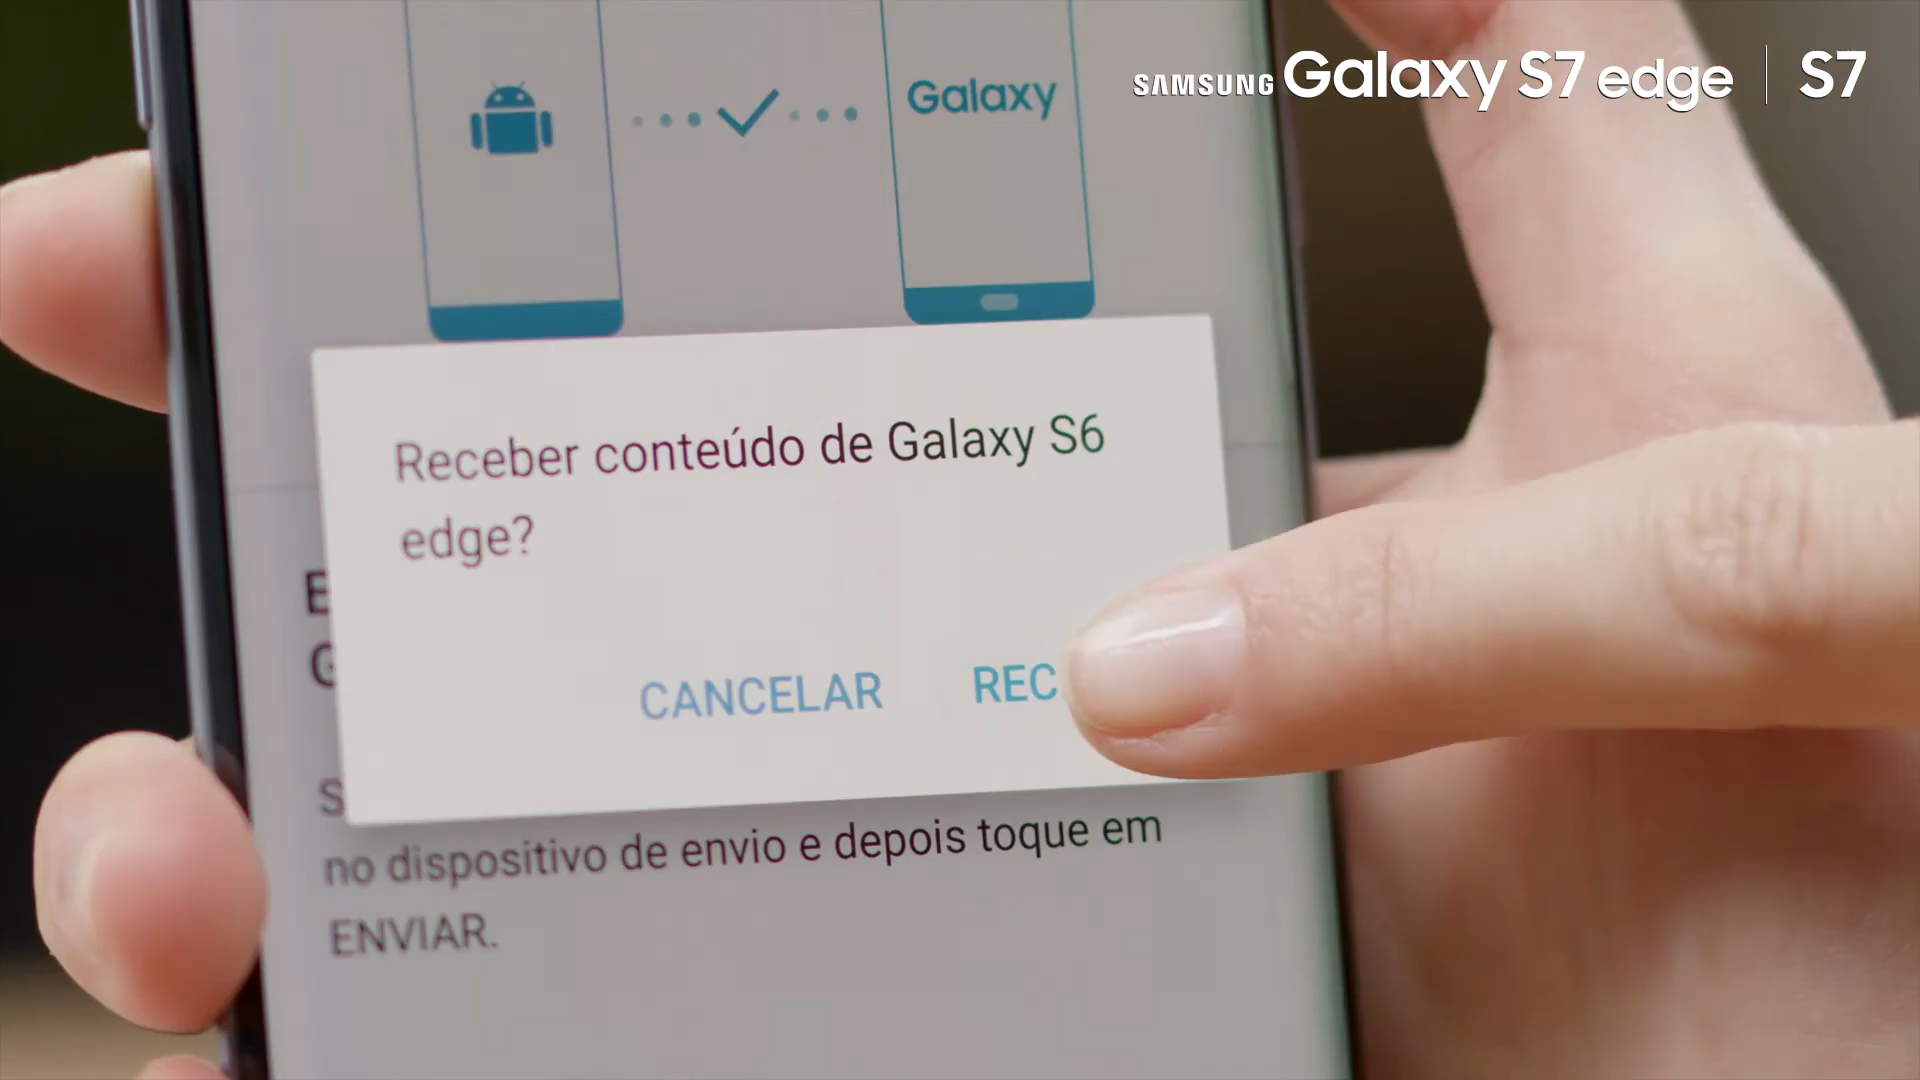 SAMSUNG Galaxy S7 edge | S7
Galaxy
Receber conteúdo de Galaxy S6
edge?
CANCELAR REC
no dispositivo de envio e depois toque em
ENVIAR.